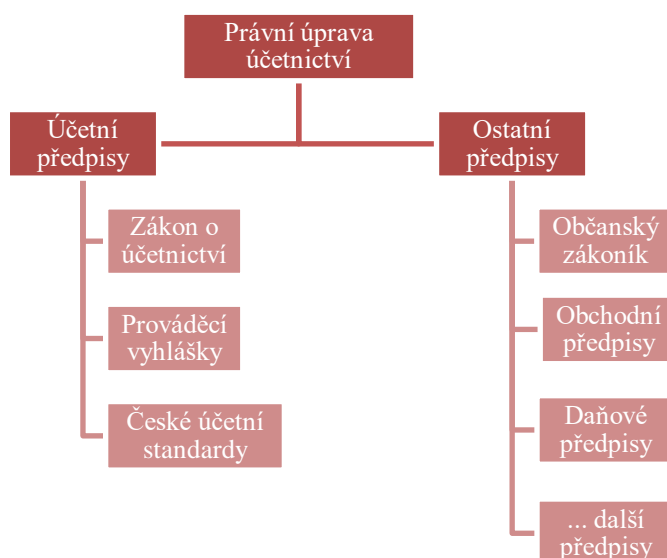 Právní úprava
účetnictví
Účetní
předpisy
Zákon o
účetnictví
Prováděcí
vyhlášky
České účetní
standardy
Ostatní
předpisy
Občanský
zákoník
Obchodní
předpisy
Daňové
předpisy
... další
předpisy